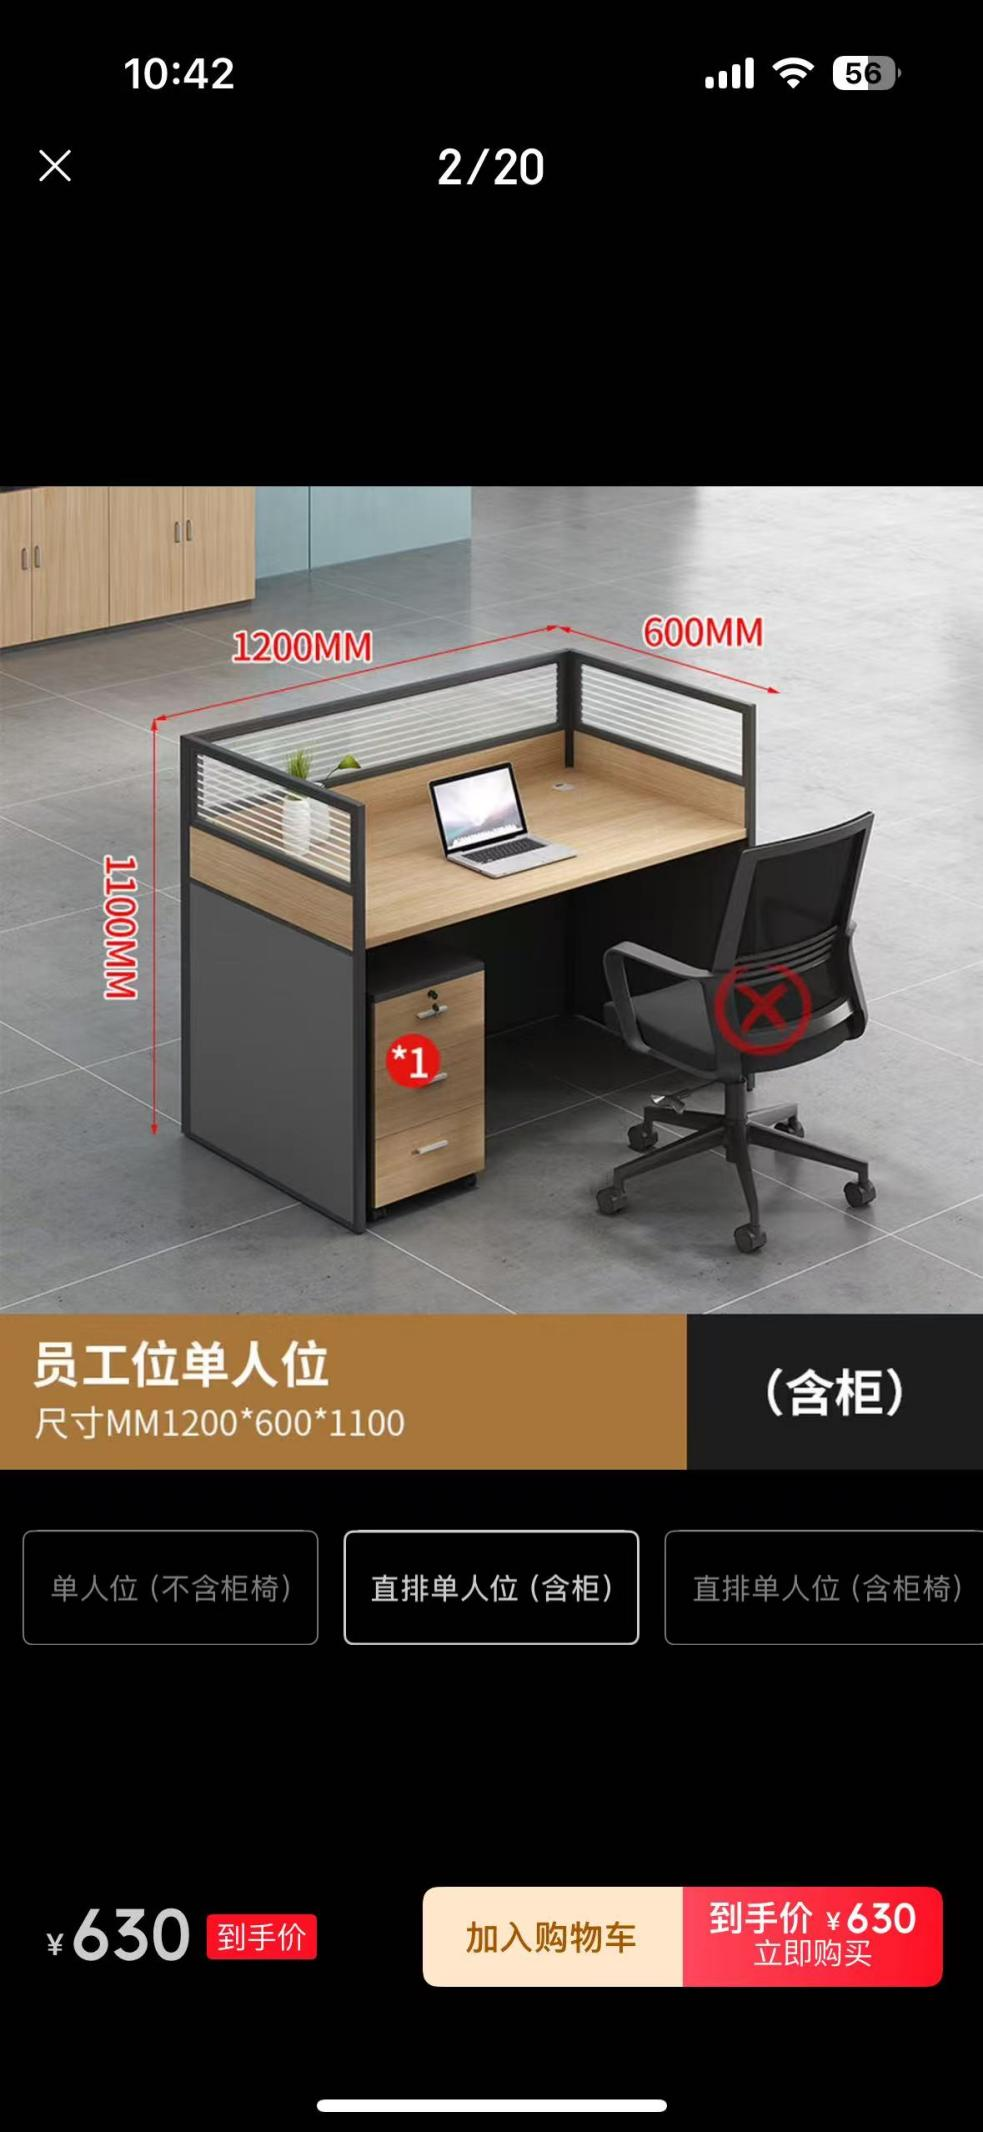 10:42
56
2/20
1200MM
600MM
1100MM
*1
员工位单人位
尺寸MM1200*600*1100
（含柜）
单人位（不含柜椅）
直排单人位（含柜）
直排单人位（含柜椅）
¥630 到手价
加入购物车
到手价 ¥630
立即购买